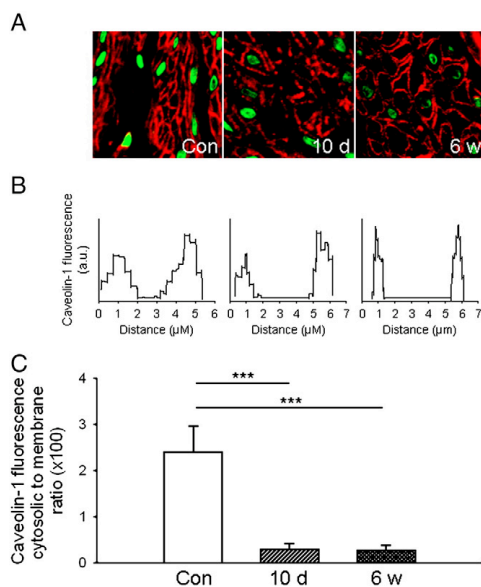 A
Con
10 d
6 w
B
Caveolin-1 fluorescence
(a.u.)
0 1 2 3 4 5 6
Distance (µM)
0 1 2 3 4 5 6 7
Distance (µM)
0 1 2 3 4 5 6 7
Distance (µm)
C
Caveolin-1 fluorescence
cytosolic to membrane
ratio (x100)
4
3
2
1
0
***
***
Con
10 d
6 w